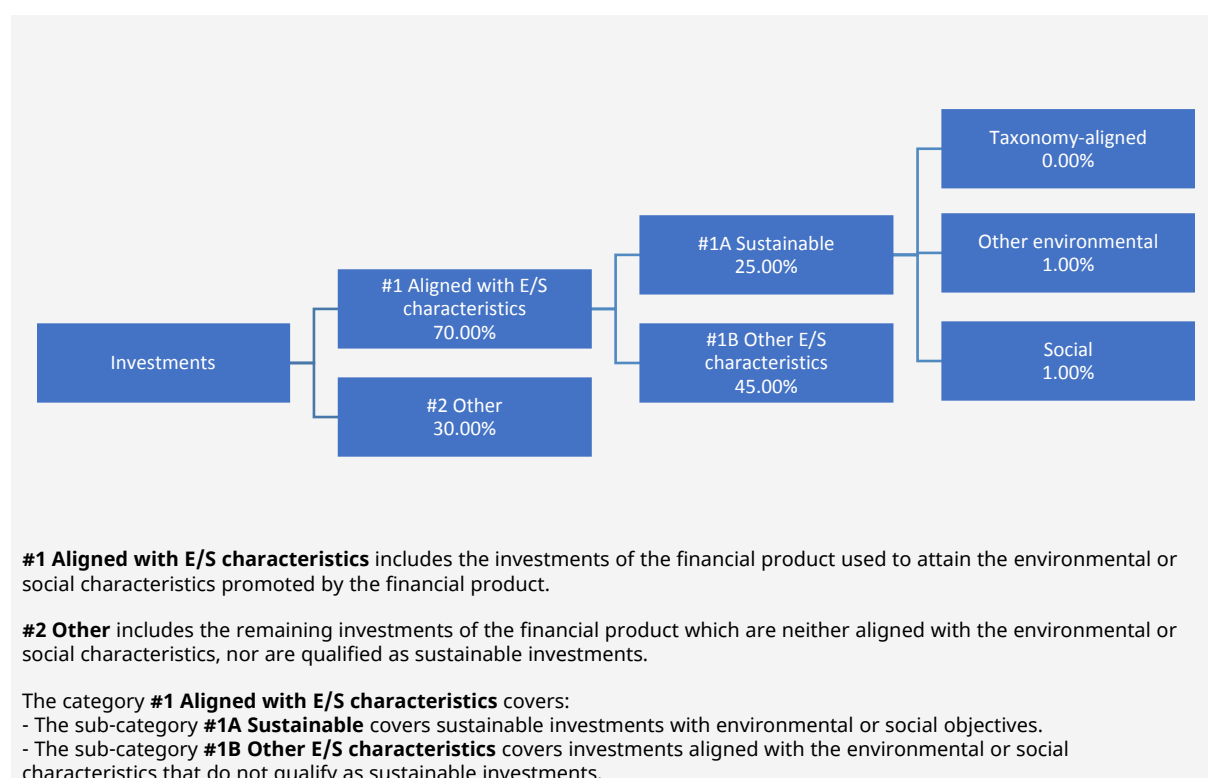 Investments
#1 Aligned with E/S
characteristics
70.00%
#2 Other
30.00%
#1A Sustainable
25.00%
#1B Other E/S
characteristics
45.00%
Taxonomy-aligned
0.00%
Other environmental
1.00%
Social
1.00%
#1 Aligned with E/S characteristics includes the investments of the financial product used to attain the environmental or
social characteristics promoted by the financial product.
#2 Other includes the remaining investments of the financial product which are neither aligned with the environmental or
social characteristics, nor are qualified as sustainable investments.
The category #1 Aligned with E/S characteristics covers:
- The sub-category #1A Sustainable covers sustainable investments with environmental or social objectives.
- The sub-category #1B Other E/S characteristics covers investments aligned with the environmental or social
characteristics that do not qualify as sustainable investments.